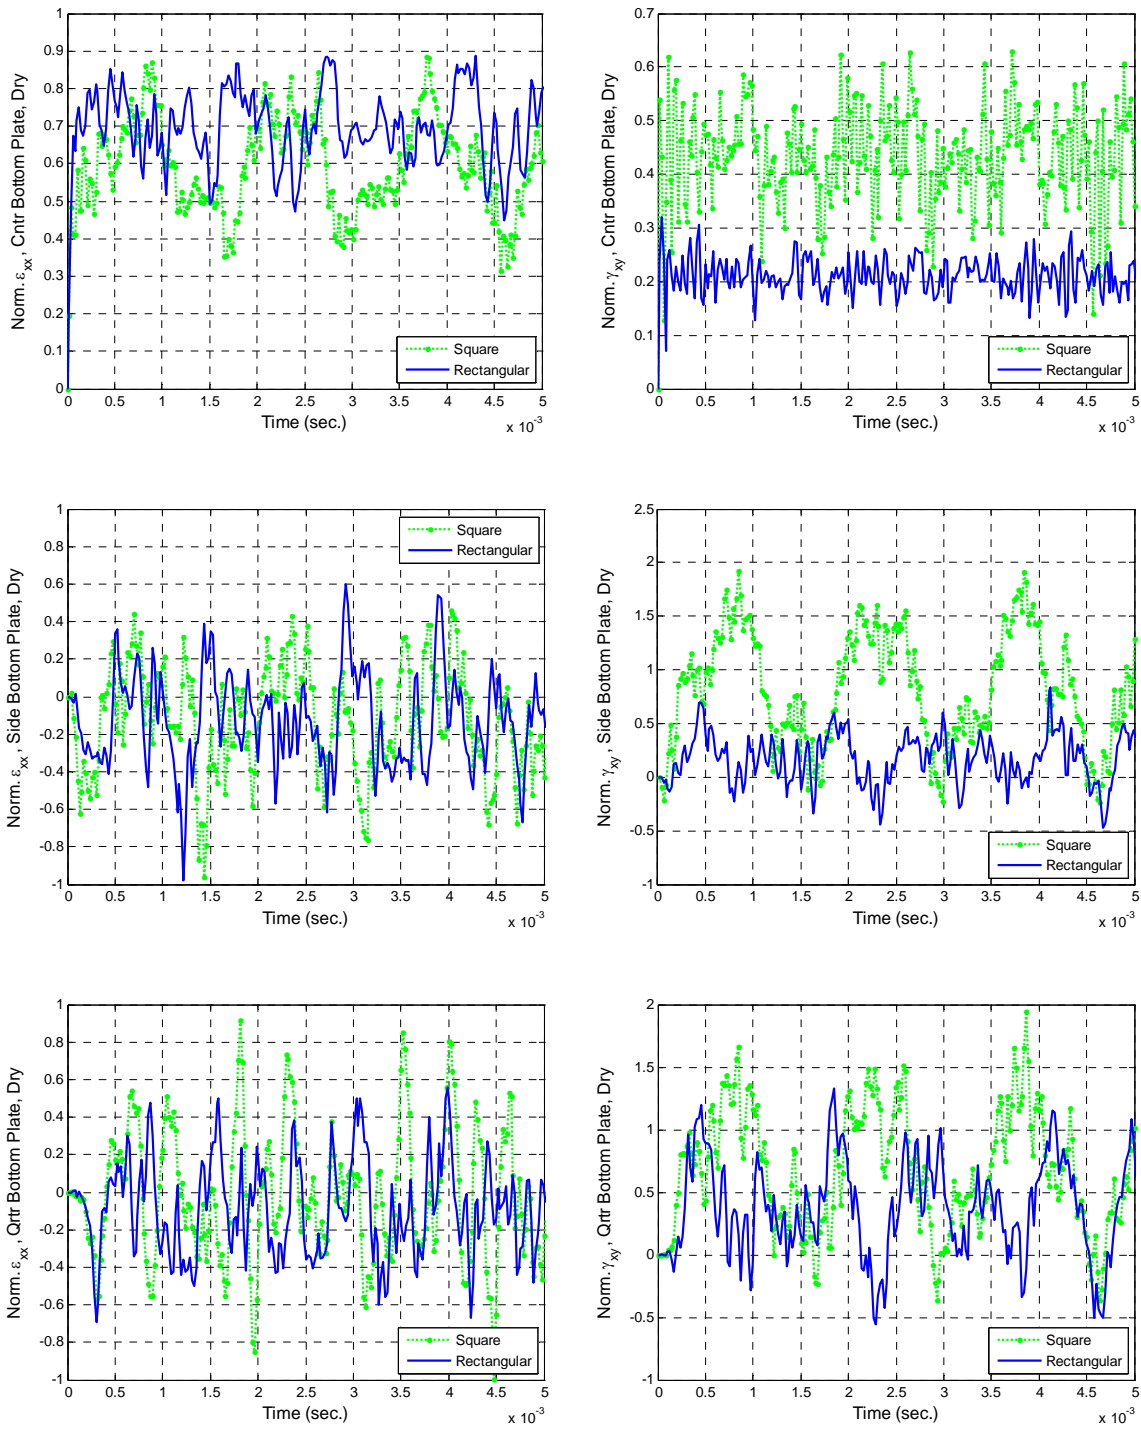 Norm. ε_xx , Cntr Bottom Plate, Dry
1
0.9
0.8
0.7
0.6
0.5
0.4
0.3
0.2
0.1
0
Square
Rectangular
0 0.5 1 1.5 2 2.5 3 3.5 4 4.5 5
Time (sec.)
x 10^-3
Norm. γ_xy , Cntr Bottom Plate, Dry
0.7
0.6
0.5
0.4
0.3
0.2
0.1
0
Square
Rectangular
0 0.5 1 1.5 2 2.5 3 3.5 4 4.5 5
Time (sec.)
x 10^-3
Norm. ε_xx , Side Bottom Plate, Dry
1
0.8
0.6
0.4
0.2
0
-0.2
-0.4
-0.6
-0.8
-1
Square
Rectangular
0 0.5 1 1.5 2 2.5 3 3.5 4 4.5 5
Time (sec.)
x 10^-3
Norm. γ_xy , Side Bottom Plate, Dry
2.5
2
1.5
1
0.5
0
-0.5
-1
Square
Rectangular
0 0.5 1 1.5 2 2.5 3 3.5 4 4.5 5
Time (sec.)
x 10^-3
Norm. ε_xx , Qrtr Bottom Plate, Dry
1
0.8
0.6
0.4
0.2
0
-0.2
-0.4
-0.6
-0.8
-1
Square
Rectangular
0 0.5 1 1.5 2 2.5 3 3.5 4 4.5 5
Time (sec.)
x 10^-3
Norm. γ_xy , Qrtr Bottom Plate, Dry
2
1.5
1
0.5
0
-0.5
-1
Square
Rectangular
0 0.5 1 1.5 2 2.5 3 3.5 4 4.5 5
Time (sec.)
x 10^-3